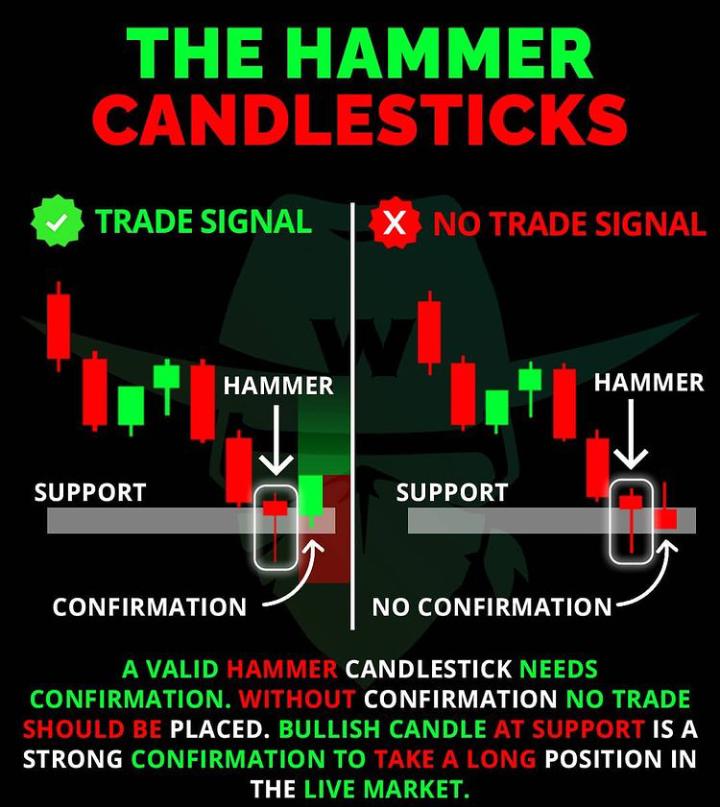 THE HAMMER
CANDLESTICKS
TRADE SIGNAL
X NO TRADE SIGNAL
W
HAMMER
HAMMER
SUPPORT
SUPPORT
CONFIRMATION
NO CONFIRMATION
A VALID HAMMER CANDLESTICK NEEDS
CONFIRMATION. WITHOUT CONFIRMATION NO TRADE
SHOULD BE PLACED. BULLISH CANDLE AT SUPPORT IS A
STRONG CONFIRMATION TO TAKE A LONG POSITION IN
THE LIVE MARKET.